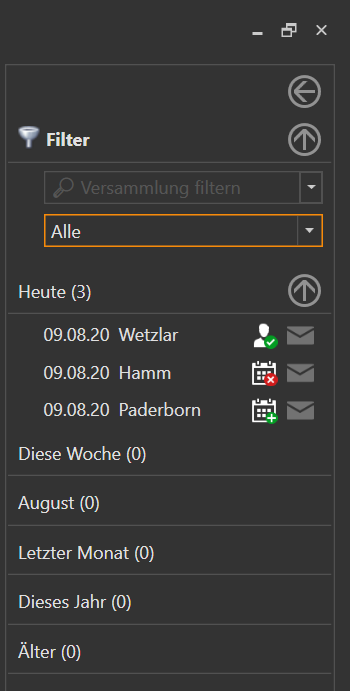 Filter
Versammlung filtern
Alle
Heute (3)
09.08.20 Wetzlar
09.08.20 Hamm
09.08.20 Paderborn
Diese Woche (0)
August (0)
Letzter Monat (0)
Dieses Jahr (0)
Älter (0)